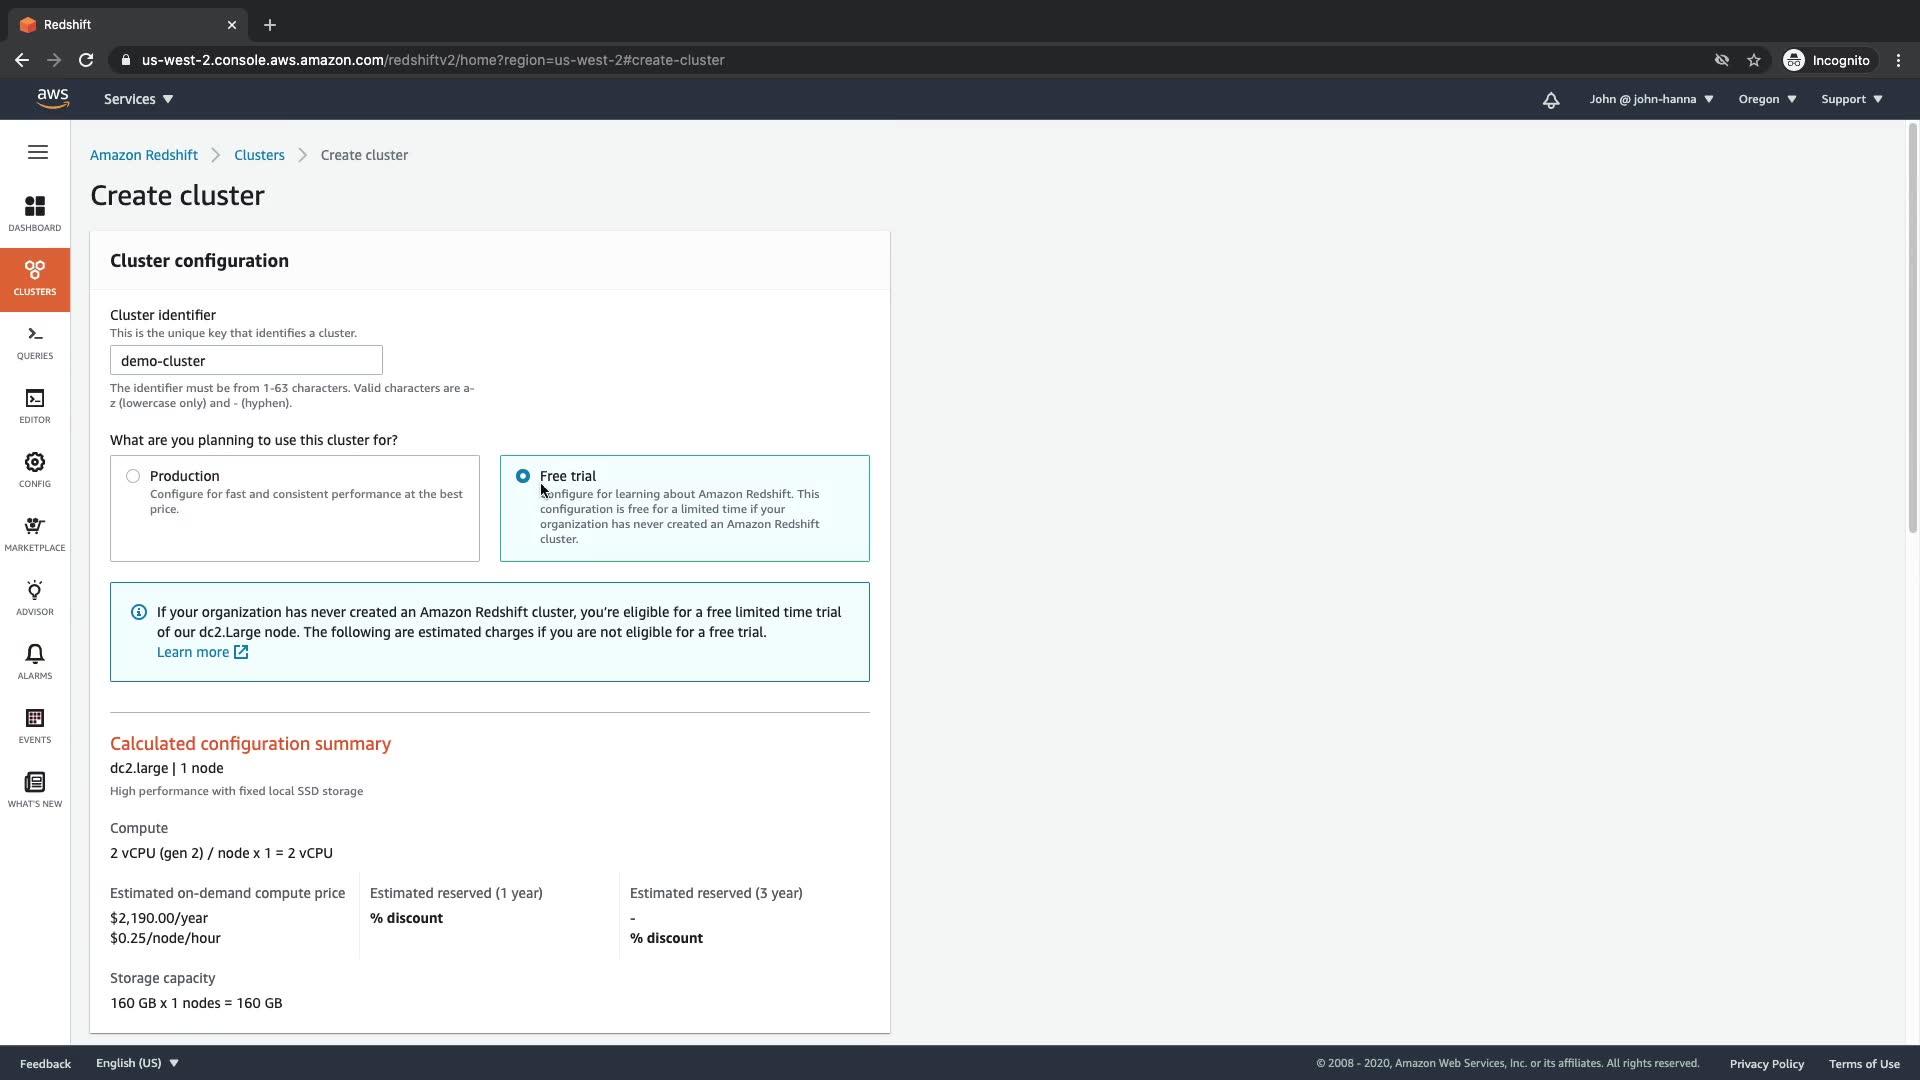 Redshift
us-west-2.console.aws.amazon.com/redshiftv2/home?region=us-west-2#create-cluster
Incognito
aws
Services
John @ john-hanna
Oregon
Support
Amazon Redshift
Clusters
Create cluster
Create cluster
DASHBOARD
CLUSTERS
QUERIES
EDITOR
CONFIG
MARKETPLACE
ADVISOR
ALARMS
EVENTS
WHAT'S NEW
Cluster configuration
Cluster identifier
This is the unique key that identifies a cluster.
demo-cluster
The identifier must be from 1-63 characters. Valid characters are a-
z (lowercase only) and - (hyphen).
What are you planning to use this cluster for?
Production
Configure for fast and consistent performance at the best
price.
Free trial
Configure for learning about Amazon Redshift. This
configuration is free for a limited time if your
organization has never created an Amazon Redshift
cluster.
If your organization has never created an Amazon Redshift cluster, you're eligible for a free limited time trial
of our dc2.Large node. The following are estimated charges if you are not eligible for a free trial.
Learn more
Calculated configuration summary
dc2.large | 1 node
High performance with fixed local SSD storage
Compute
2 vCPU (gen 2) / node x 1 = 2 vCPU
Estimated on-demand compute price
$2,190.00/year
$0.25/node/hour
Estimated reserved (1 year)
% discount
Estimated reserved (3 year)
-
% discount
Storage capacity
160 GB x 1 nodes = 160 GB
Feedback
English (US)
© 2008 - 2020, Amazon Web Services, Inc. or its affiliates. All rights reserved.
Privacy Policy
Terms of Use